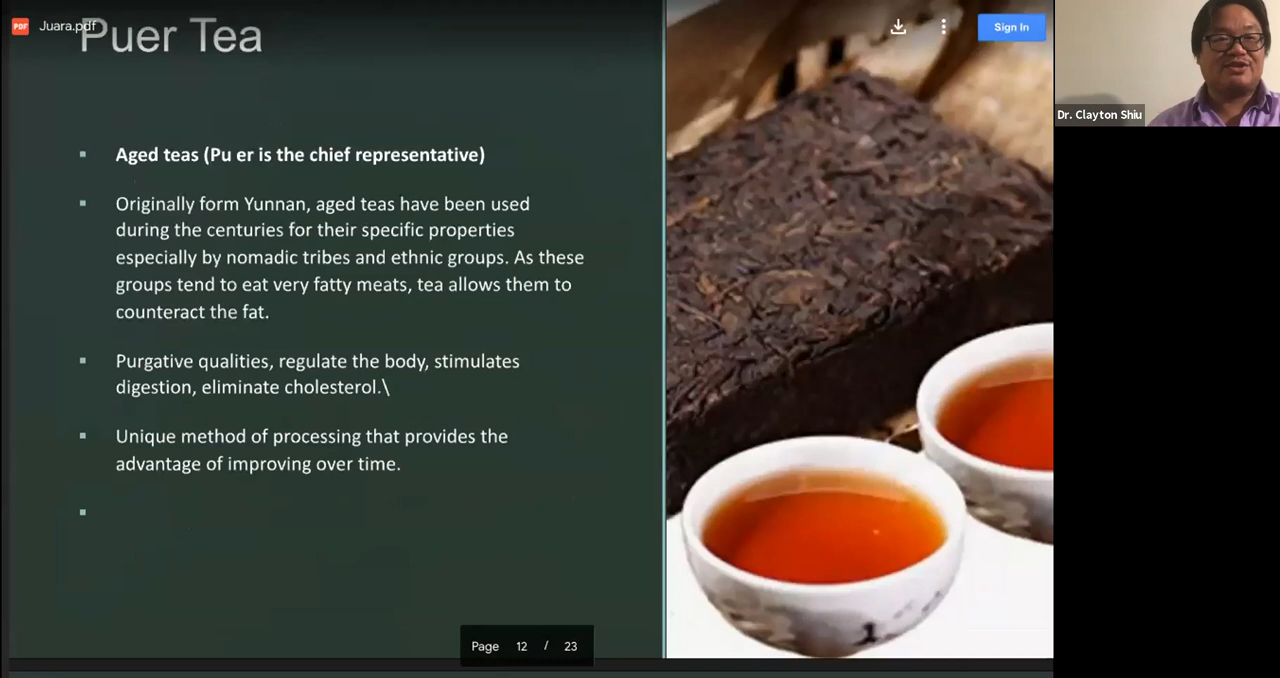 Juara.pdf
Puer Tea
Sign In
Dr. Clayton Shiu
Aged teas (Pu er is the chief representative)
Originally form Yunnan, aged teas have been used
during the centuries for their specific properties
especially by nomadic tribes and ethnic groups. As these
groups tend to eat very fatty meats, tea allows them to
counteract the fat.
Purgative qualities, regulate the body, stimulates
digestion, eliminate cholesterol.\
Unique method of processing that provides the
advantage of improving over time.
Page 12 / 23
PDF